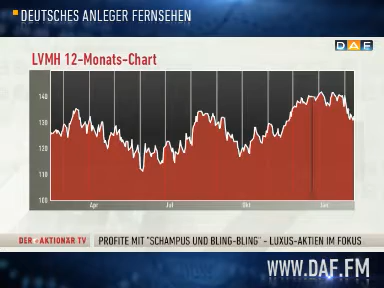 DEUTSCHES ANLEGER FERNSEHEN
DAF
LVMH 12-Monats-Chart
140
130
120
110
100
Apr
Jul
Okt
Jan
DER AKTIONÄR TV
PROFITE MIT "SCHAMPUS UND BLING-BLING" - LUXUS-AKTIEN IM FOKUS
WWW.DAF.FM